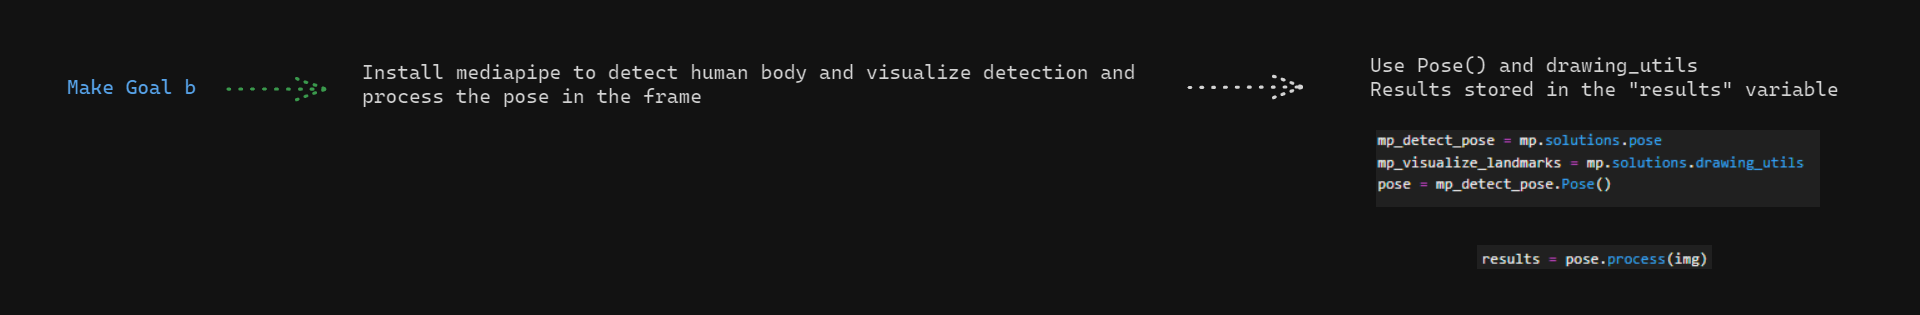 Make Goal b
Install mediapipe to detect human body and visualize detection and
process the pose in the frame
Use Pose() and drawing_utils
Results stored in the "results" variable
mp_detect_pose = mp.solutions.pose
mp_visualize_landmarks = mp.solutions.drawing_utils
pose = mp_detect_pose.Pose()
results = pose.process(img)